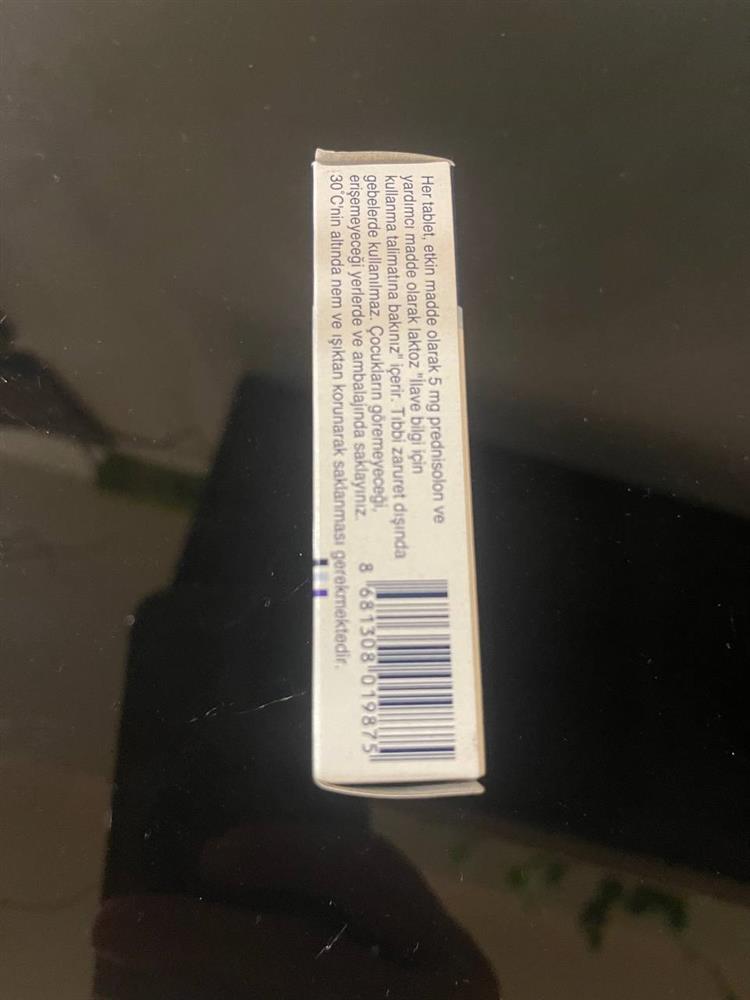 Her tablet, etkin madde olarak 5 mg prednisolon ve
yardımcı madde olarak laktoz "İlave bilgi için
kullanma talimatına bakınız" içerir. Tıbbi zaruret dışında
gebelerde kullanılmaz. Çocukların göremeyeceği,
erişemeyeceği yerlerde ve ambalajında saklayınız.
30°C'nin altında nem ve ışıktan korunarak saklanması gerekmektedir.
8 681308 019875